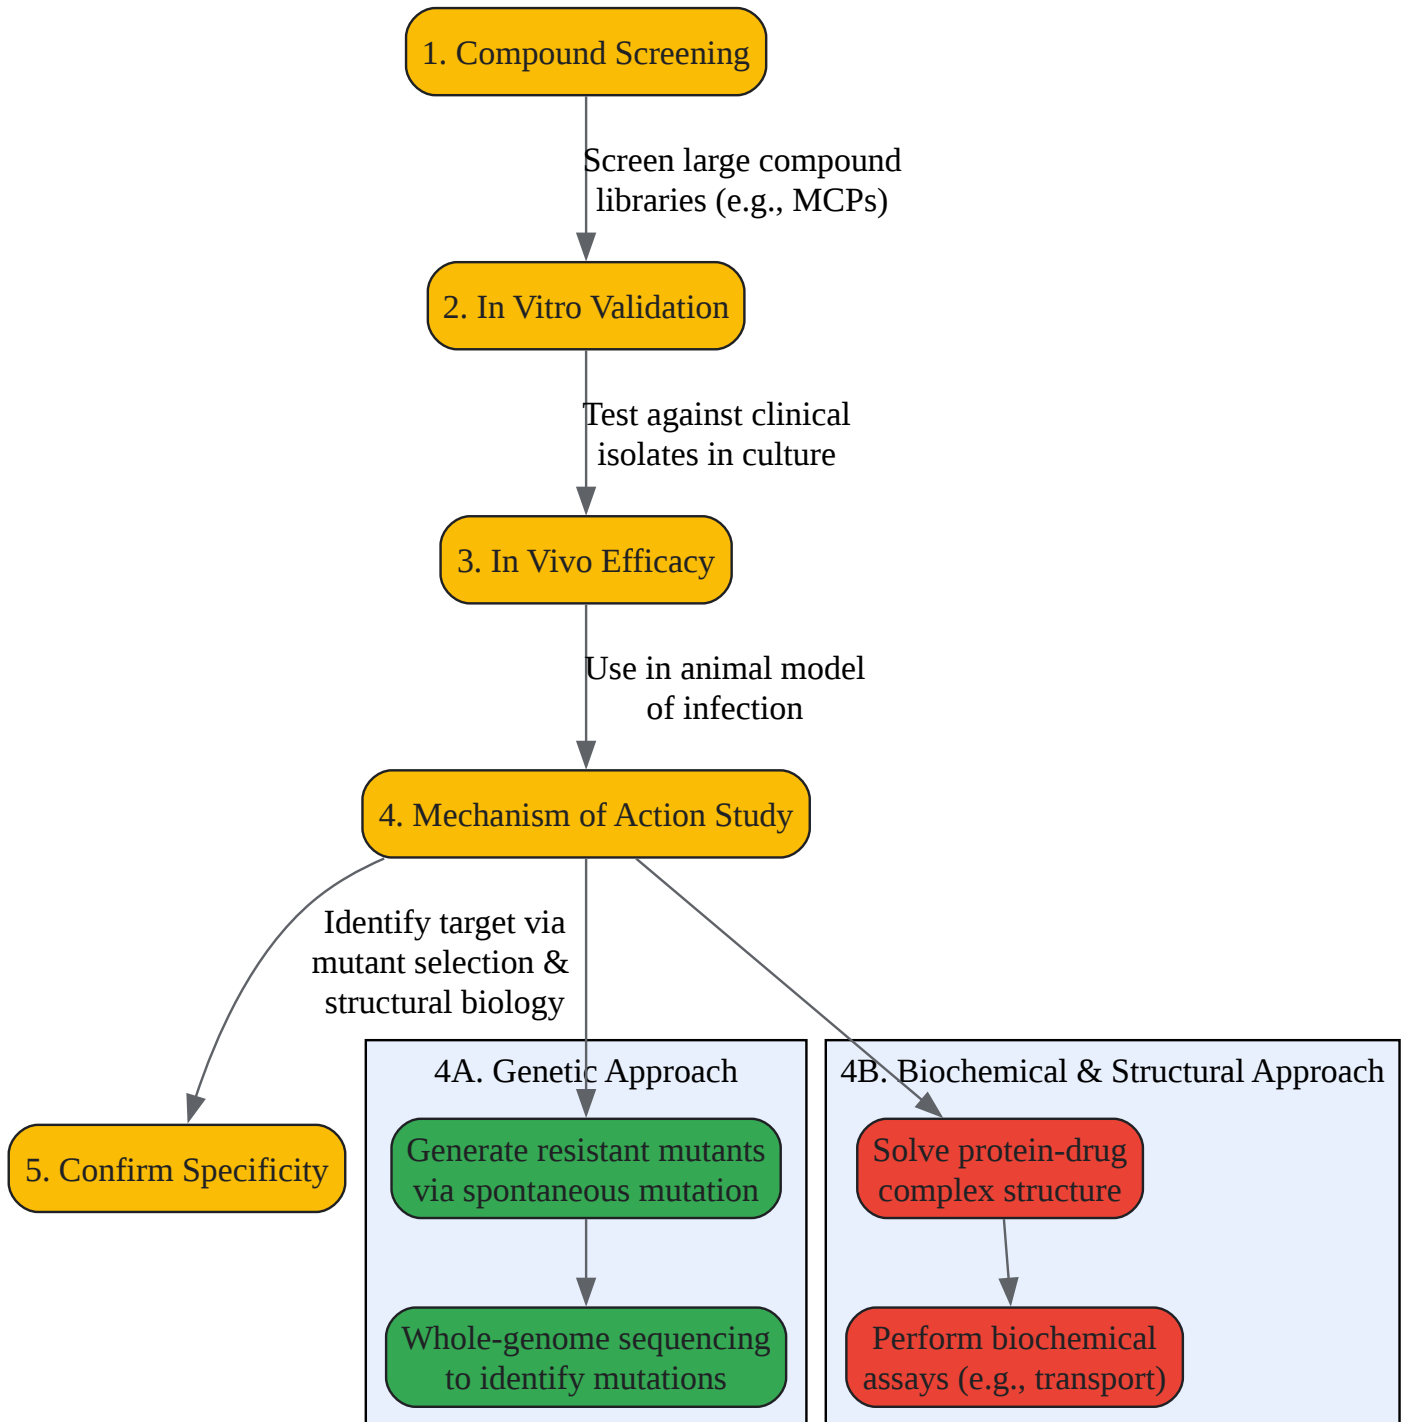 1. Compound Screening
Screen large compound
libraries (e.g., MCPs)
2. In Vitro Validation
Test against clinical
isolates in culture
3. In Vivo Efficacy
Use in animal model
of infection
4. Mechanism of Action Study
Identify target via
mutant selection &
structural biology
5. Confirm Specificity
4A. Genetic Approach
Generate resistant mutants
via spontaneous mutation
Whole-genome sequencing
to identify mutations
4B. Biochemical & Structural Approach
Solve protein-drug
complex structure
Perform biochemical
assays (e.g., transport)